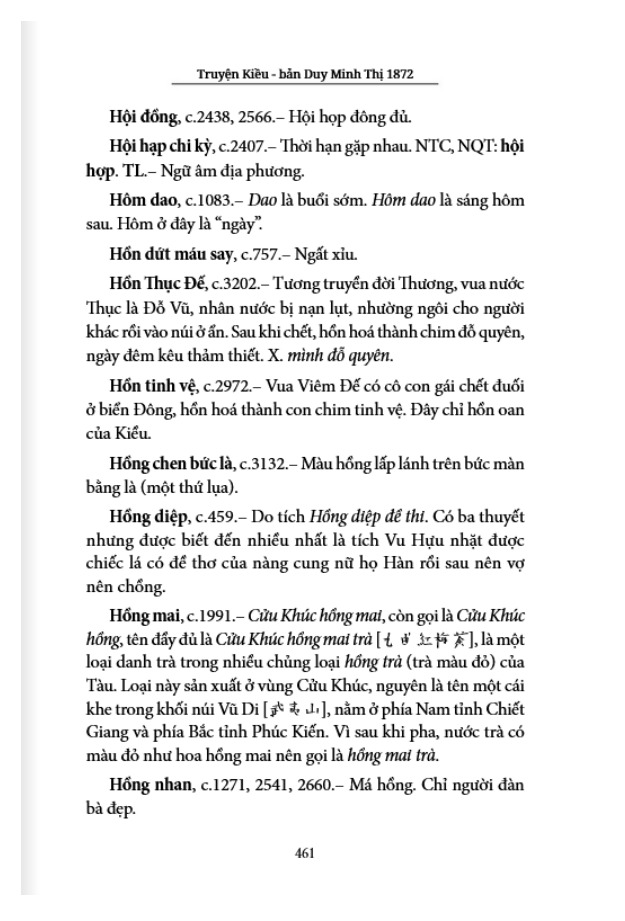 Truyện Kiều - bản Duy Minh Thị 1872
Hội đồng, c.2438, 2566.– Hội họp đông đủ.
Hội hạp chi kỳ, c.2407.– Thời hạn gặp nhau. NTC, NQT: hội
hợp. TL.– Ngữ âm địa phương.
Hôm dao, c.1083.– Dao là buổi sớm. Hôm dao là sáng hôm
sau. Hôm ở đây là “ngày”.
Hồn dứt máu say, c.757.– Ngất xỉu.
Hồn Thục Đế, c.3202.– Tương truyền đời Thương, vua nước
Thục là Đỗ Vũ, nhân nước bị nạn lụt, nhường ngôi cho người
khác rồi vào núi ở ẩn. Sau khi chết, hồn hoá thành chim đỗ quyên,
ngày đêm kêu thảm thiết. X. mình đỗ quyên.
Hồn tinh vệ, c.2972.– Vua Viêm Đế có cô con gái chết đuối
ở biển Đông, hồn hoá thành con chim tinh vệ. Đây chỉ hồn oan
của Kiều.
Hồng chen bức là, c.3132.– Màu hồng lấp lánh trên bức màn
bằng là (một thứ lụa).
Hồng diệp, c.459.– Do tích Hồng diệp đề thi. Có ba thuyết
nhưng được biết đến nhiều nhất là tích Vu Hựu nhặt được
chiếc lá có đề thơ của nàng cung nữ họ Hàn rồi sau nên vợ
nên chồng.
Hồng mai, c.1991.– Cửu Khúc hồng mai, còn gọi là Cửu Khúc
hồng, tên đầy đủ là Cửu Khúc hồng mai trà [九曲紅梅茶], là một
loại danh trà trong nhiều chủng loại hồng trà (trà màu đỏ) của
Tàu. Loại này sản xuất ở vùng Cửu Khúc, nguyên là tên một cái
khe trong khối núi Vũ Di [武夷山], nằm ở phía Nam tỉnh Chiết
Giang và phía Bắc tỉnh Phúc Kiến. Vì sau khi pha, nước trà có
màu đỏ như hoa hồng mai nên gọi là hồng mai trà.
Hồng nhan, c.1271, 2541, 2660.– Má hồng. Chỉ người đàn
bà đẹp.
461